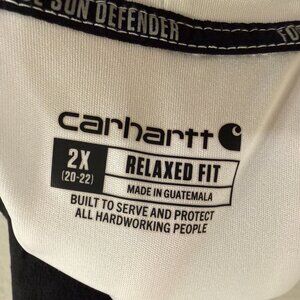 SUN DEFENDER
carhartt
2X
(20-22)
RELAXED FIT
MADE IN GUATEMALA
BUILT TO SERVE AND PROTECT
ALL HARDWORKING PEOPLE